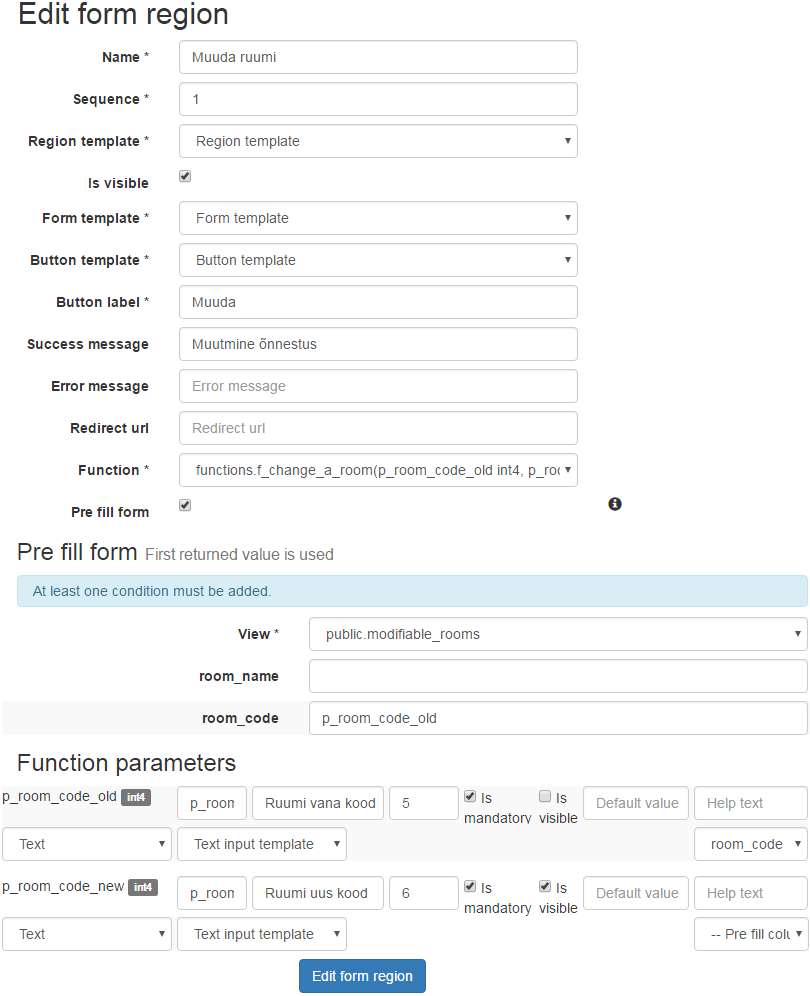 Edit form region
Name * Muuda ruumi
Sequence * 1
Region template * Region template
Is visible
Form template * Form template
Button template * Button template
Button label * Muuda
Success message Muutmine õnnestus
Error message Error message
Redirect url Redirect url
Function * functions.f_change_a_room(p_room_code_old int4, p_roo
Pre fill form
Pre fill form First returned value is used
At least one condition must be added.
View * public.modifiable_rooms
room_name
room_code p_room_code_old
Function parameters
p_room_code_old int4 p_room Ruumi vana kood 5 Is mandatory Is visible Default value Help text
Text Text input template room_code
p_room_code_new int4 p_room Ruumi uus kood 6 Is mandatory Is visible Default value Help text
Text Text input template -- Pre fill colu
Edit form region